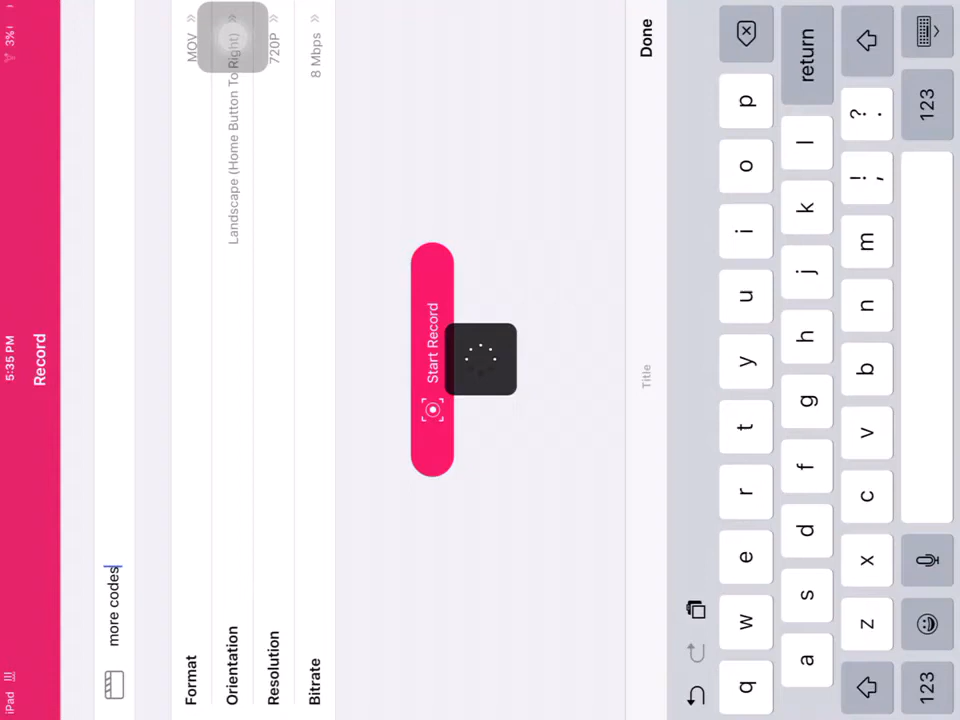 iPad
5:35 PM
3%
Record
more codes
Format
MOV »
Orientation
Landscape (Home Button To Right) »
Resolution
720P »
Bitrate
8 Mbps »
Start Record
Title
Done
q w e r t y u i o p
a s d f g h j k l return
z x c v b n m ! , ? .
123
123